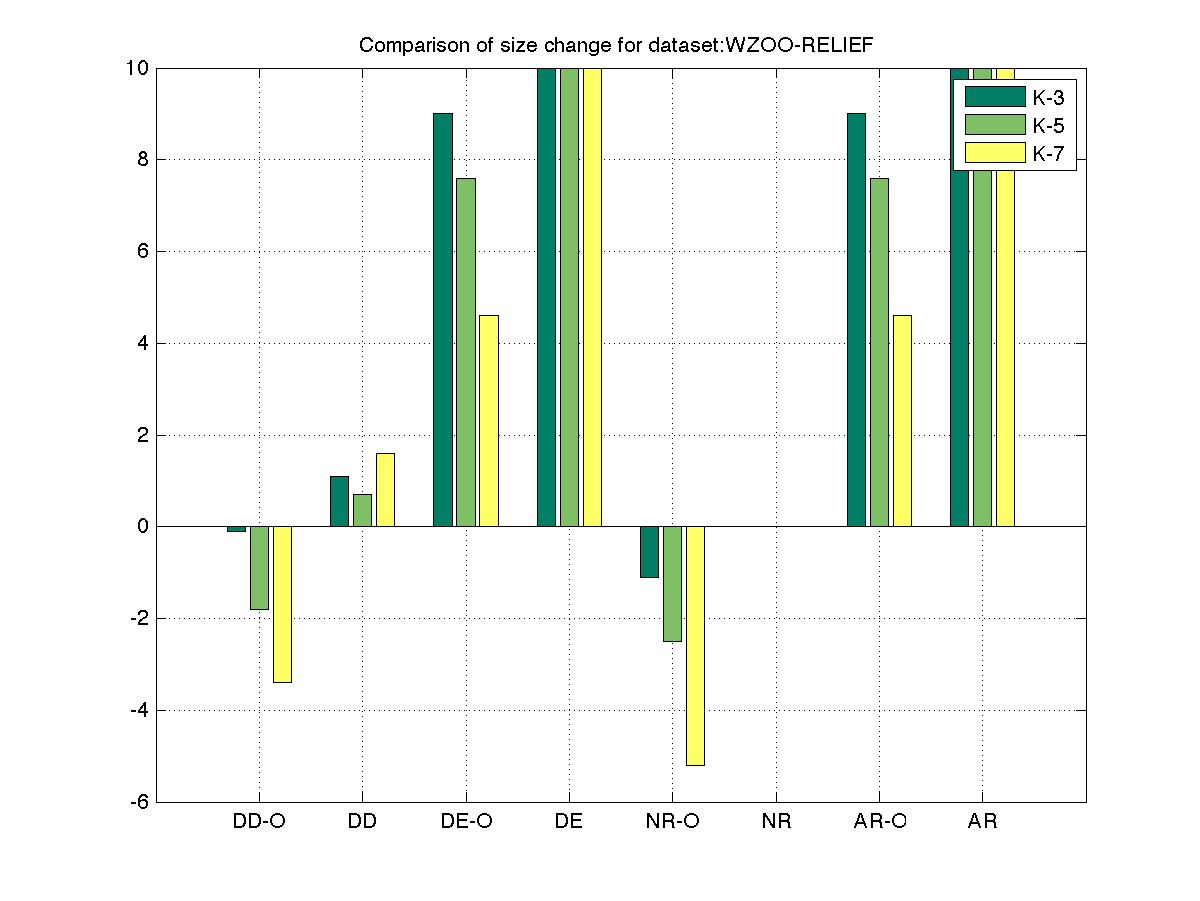 Comparison of size change for dataset:WZOO-RELIEF
10
8
6
4
2
0
-2
-4
-6
K-3
K-5
K-7
DD-O DD DE-O DE NR-O NR AR-O AR